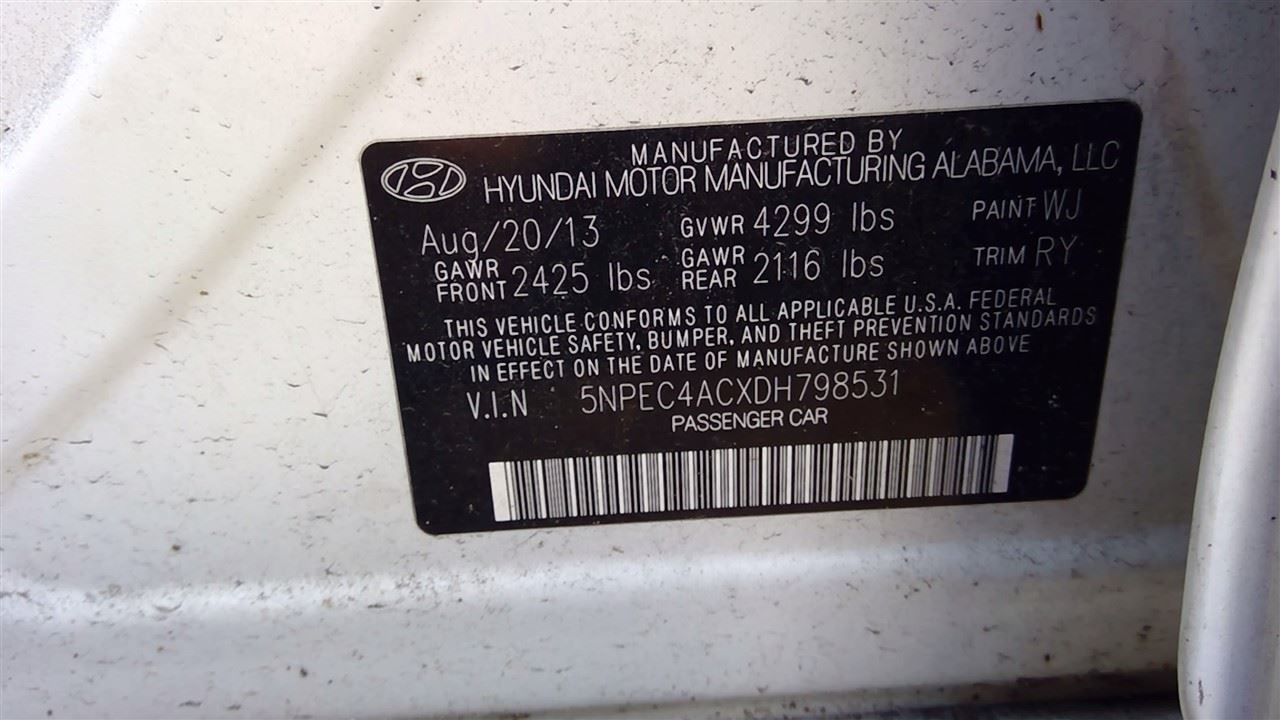 MANUFACTURED BY
HYUNDAI MOTOR MANUFACTURING ALABAMA, LLC
Aug/20/13 GVWR 4299 lbs PAINT WJ
GAWR FRONT 2425 lbs GAWR REAR 2116 lbs TRIM RY
THIS VEHICLE CONFORMS TO ALL APPLICABLE U.S.A. FEDERAL
MOTOR VEHICLE SAFETY, BUMPER, AND THEFT PREVENTION STANDARDS
IN EFFECT ON THE DATE OF MANUFACTURE SHOWN ABOVE
V.I.N 5NPEC4ACXDH798531
PASSENGER CAR